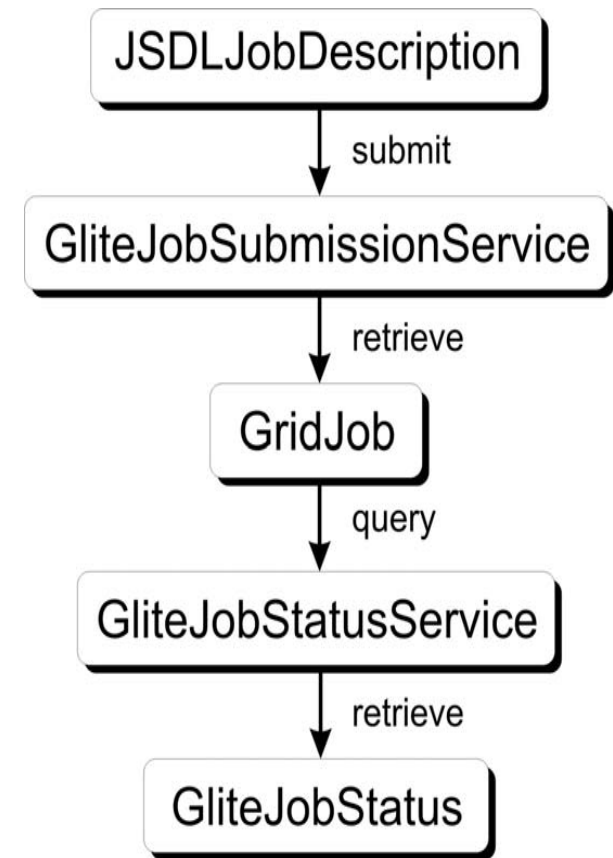 JSDLJobDescription
submit
GliteJobSubmissionService
retrieve
GridJob
query
GliteJobStatusService
retrieve
GliteJobStatus